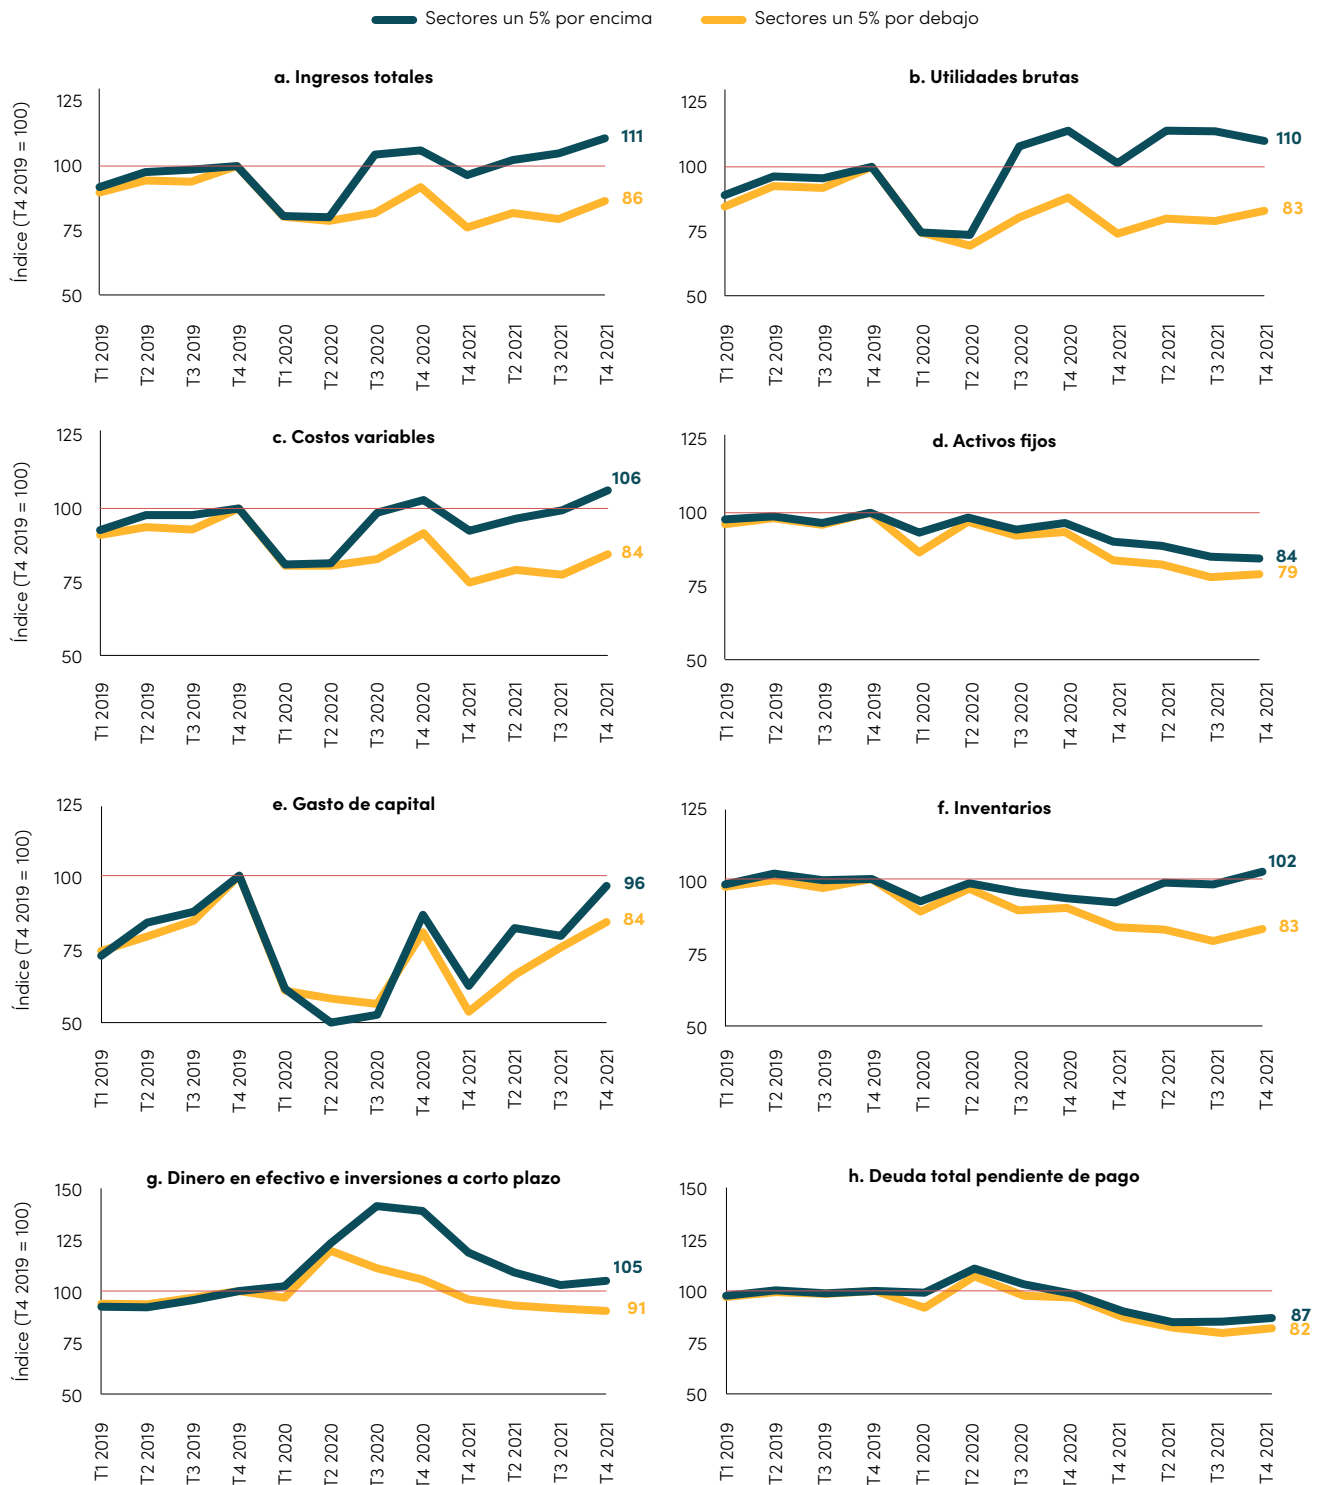 Sectores un 5% por encima
Sectores un 5% por debajo
a. Ingresos totales
Índice (T4 2019 = 100)
125
100
75
50
111
86
T1 2019
T2 2019
T3 2019
T4 2019
T1 2020
T2 2020
T3 2020
T4 2020
T4 2021
T2 2021
T3 2021
T4 2021
b. Utilidades brutas
125
100
75
50
110
83
T1 2019
T2 2019
T3 2019
T4 2019
T1 2020
T2 2020
T3 2020
T4 2020
T4 2021
T2 2021
T3 2021
T4 2021
c. Costos variables
Índice (T4 2019 = 100)
125
100
75
50
106
84
T1 2019
T2 2019
T3 2019
T4 2019
T1 2020
T2 2020
T3 2020
T4 2020
T4 2021
T2 2021
T3 2021
T4 2021
d. Activos fijos
125
100
75
50
84
79
T1 2019
T2 2019
T3 2019
T4 2019
T1 2020
T2 2020
T3 2020
T4 2020
T4 2021
T2 2021
T3 2021
T4 2021
e. Gasto de capital
Índice (T4 2019 = 100)
125
100
75
50
96
84
T1 2019
T2 2019
T3 2019
T4 2019
T1 2020
T2 2020
T3 2020
T4 2020
T4 2021
T2 2021
T3 2021
T4 2021
f. Inventarios
125
100
75
50
102
83
T1 2019
T2 2019
T3 2019
T4 2019
T1 2020
T2 2020
T3 2020
T4 2020
T4 2021
T2 2021
T3 2021
T4 2021
g. Dinero en efectivo e inversiones a corto plazo
Índice (T4 2019 = 100)
150
125
100
75
50
105
91
T1 2019
T2 2019
T3 2019
T4 2019
T1 2020
T2 2020
T3 2020
T4 2020
T4 2021
T2 2021
T3 2021
T4 2021
h. Deuda total pendiente de pago
150
125
100
75
50
87
82
T1 2019
T2 2019
T3 2019
T4 2019
T1 2020
T2 2020
T3 2020
T4 2020
T4 2021
T2 2021
T3 2021
T4 2021